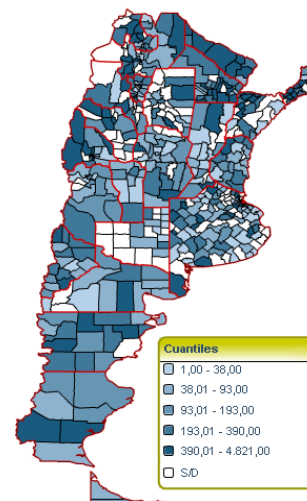 Cuantiles
1,00 - 38,00
38,01 - 93,00
93,01 - 193,00
193,01 - 390,00
390,01 - 4.821,00
S/D